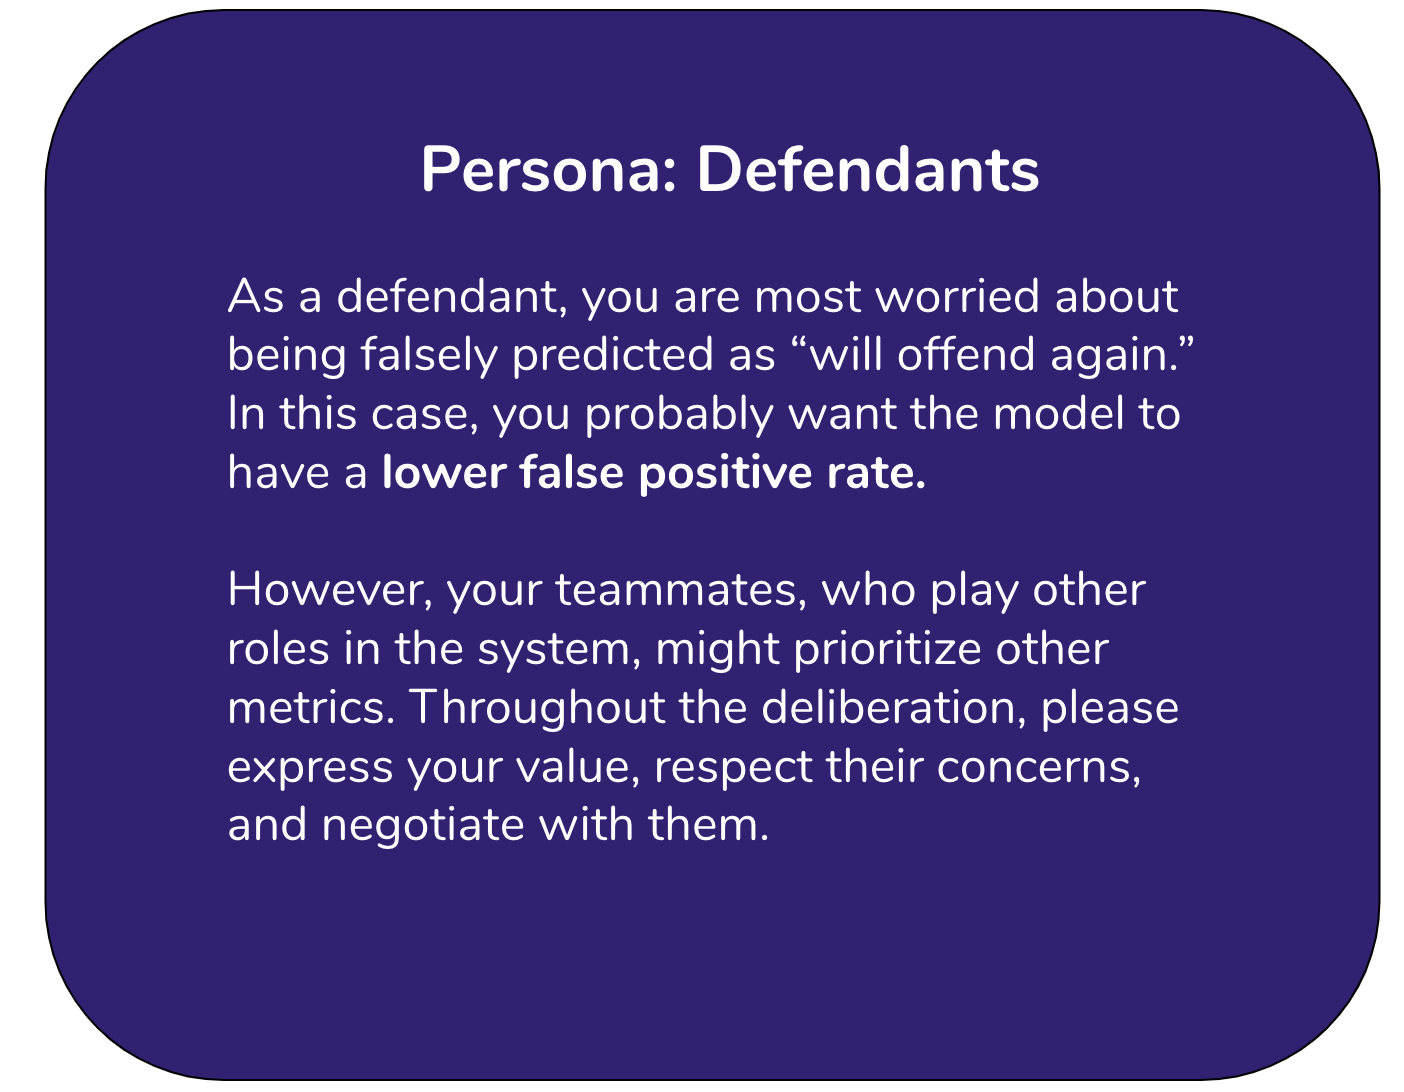 Persona: Defendants
As a defendant, you are most worried about
being falsely predicted as “will offend again.”
In this case, you probably want the model to
have a lower false positive rate.
However, your teammates, who play other
roles in the system, might prioritize other
metrics. Throughout the deliberation, please
express your value, respect their concerns,
and negotiate with them.